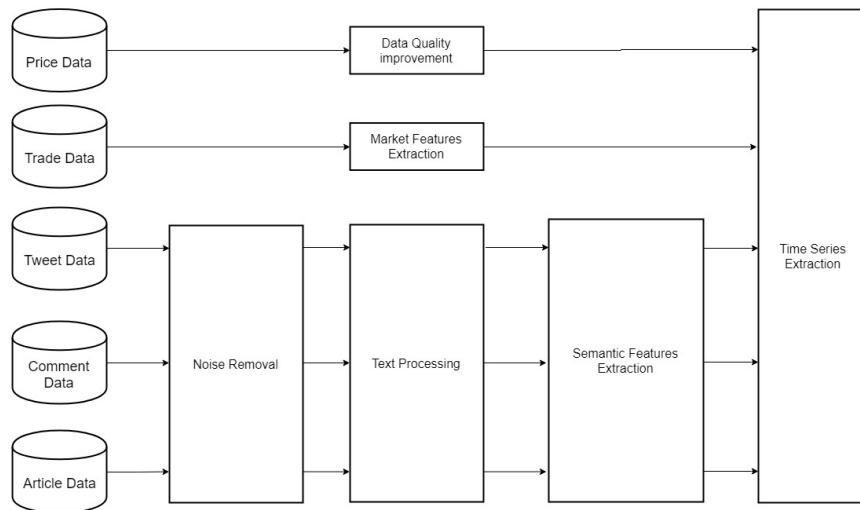 Price Data
Data Quality
improvement
Trade Data
Market Features
Extraction
Tweet Data
Time Series
Extraction
Comment
Data
Noise Removal
Text Processing
Semantic Features
Extraction
Article Data